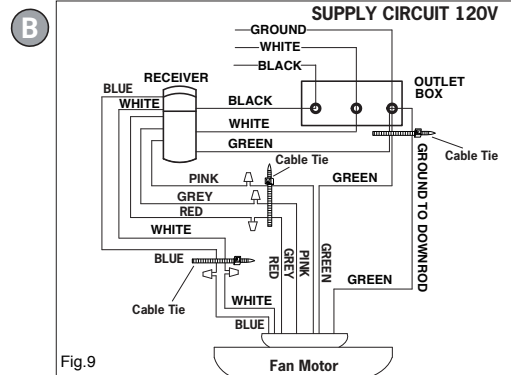 B
SUPPLY CIRCUIT 120V
GROUND
WHITE
BLACK
RECEIVER
OUTLET
BOX
BLUE
WHITE
BLACK
WHITE
GREEN
Cable Tie
Cable Tie
PINK
GREEN
GREY
RED
GROUND TO DOWNROD
WHITE
BLUE
RED
GREY
PINK
GREEN
GREEN
Cable Tie
WHITE
BLUE
Fig.9
Fan Motor